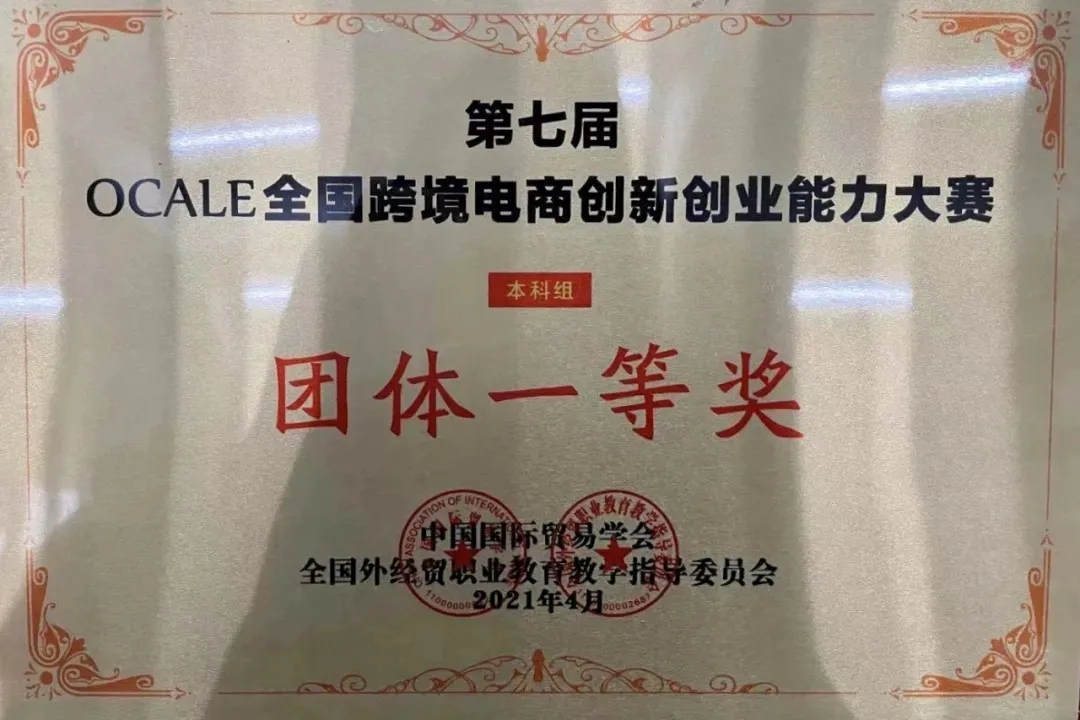 第七届
OCALE全国跨境电商创新创业能力大赛
本科组
团体一等奖
中国国际贸易学会
全国外经贸职业教育教学指导委员会
2021年4月